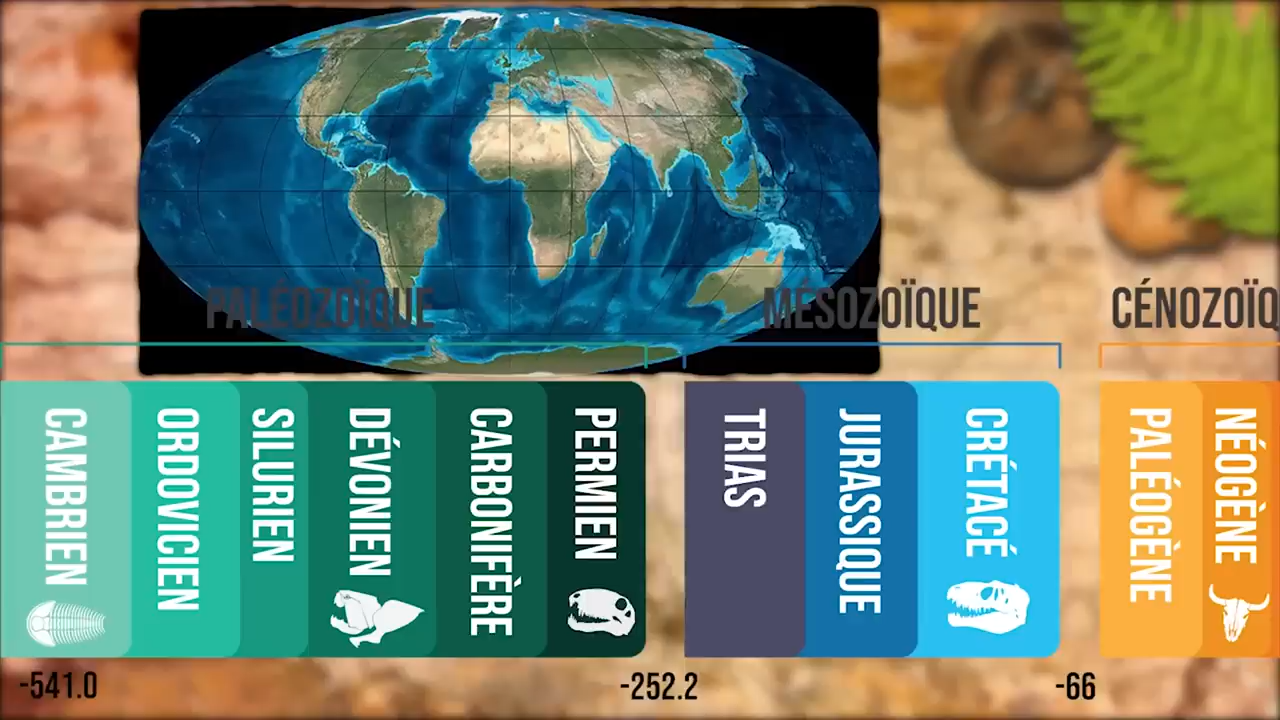 PALÉOZOÏQUE
MÉSOZOÏQUE
CÉNOZOÏQ
CAMBRIEN
ORDOVICIEN
SILURIEN
DÉVONIEN
CARBONIFÈRE
PERMIEN
TRIAS
JURASSIQUE
CRÉTACÉ
PALÉOGÈNE
NÉOGÈNE
-541.0
-252.2
-66